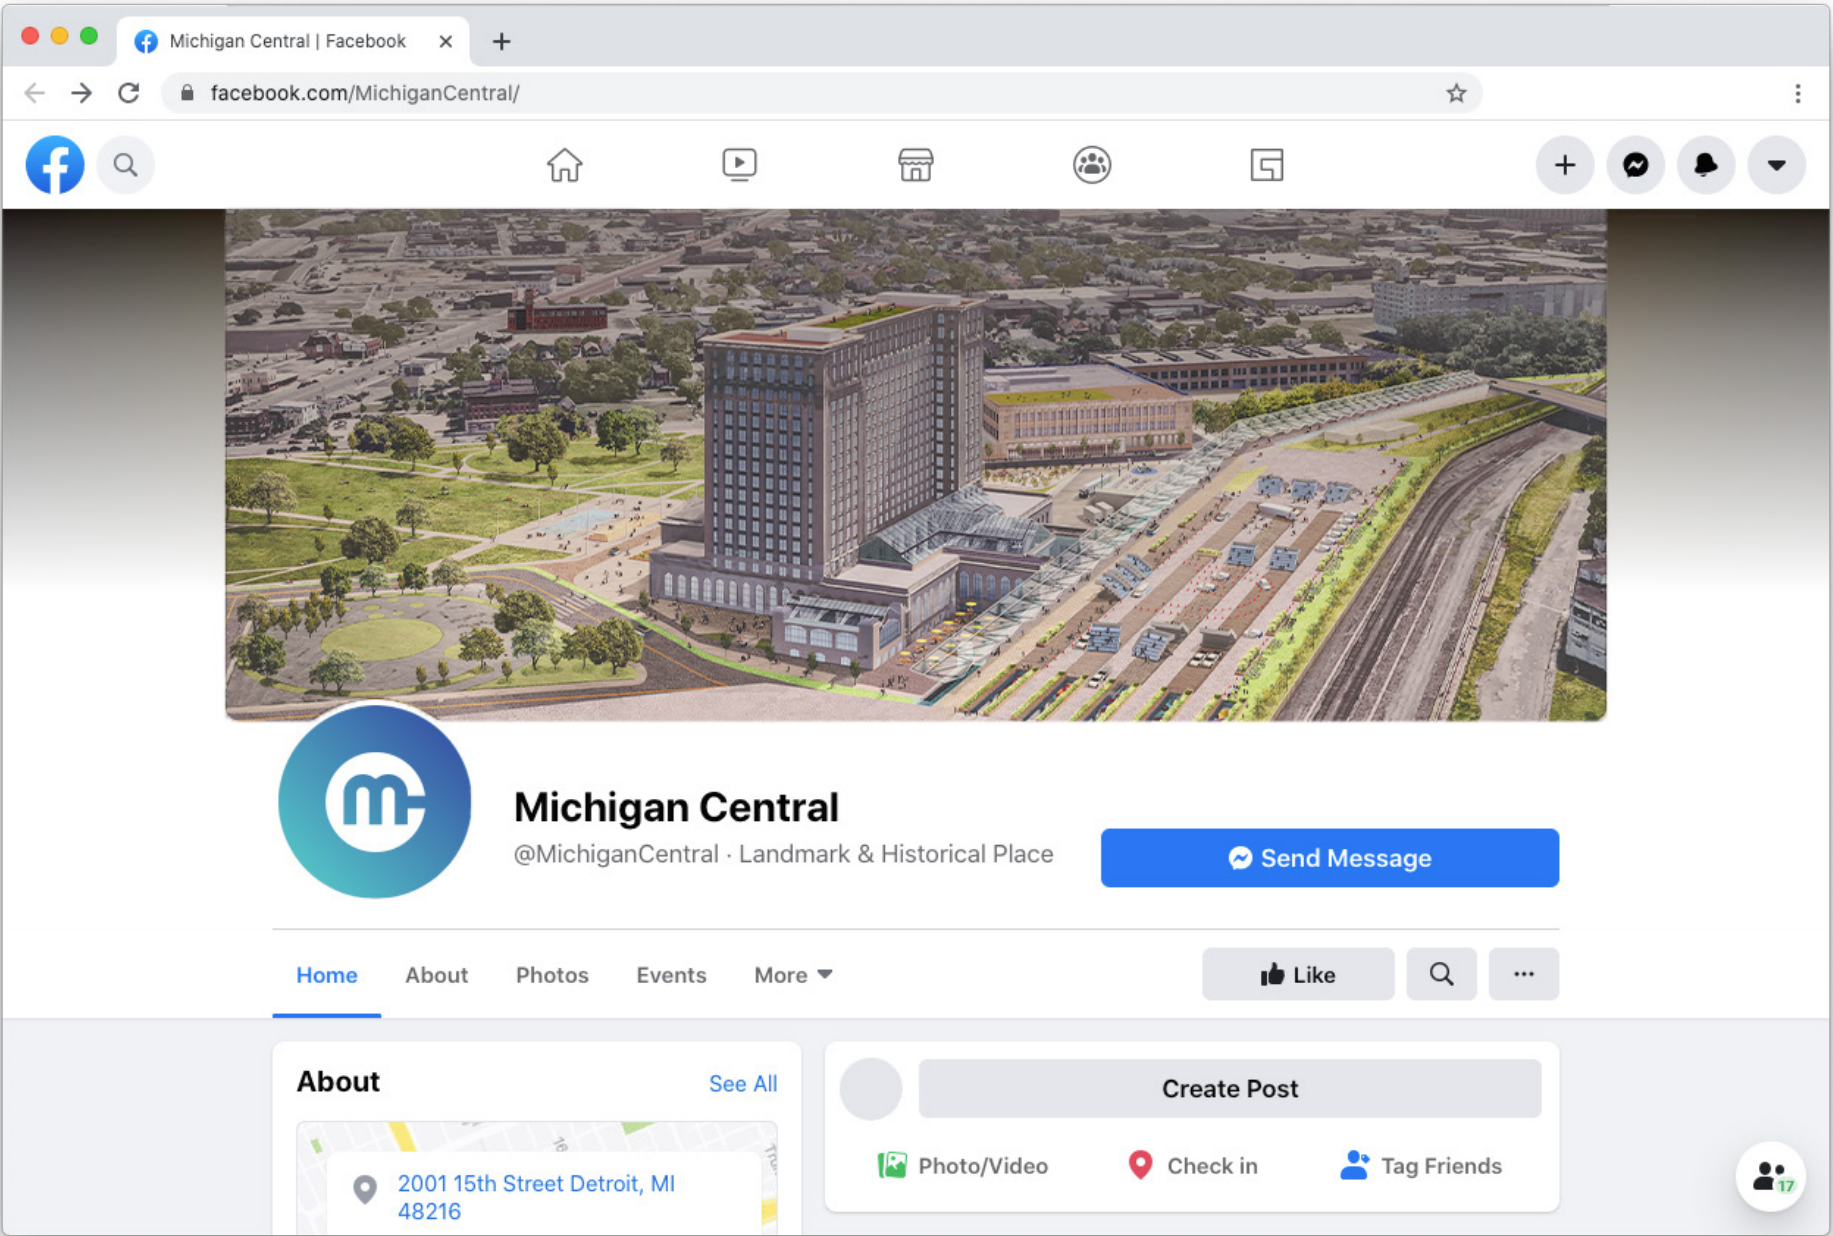 Michigan Central | Facebook
facebook.com/MichiganCentral/
mc
Michigan Central
@MichiganCentral · Landmark & Historical Place
Send Message
Home About Photos Events More
Like
About
See All
16
2001 15th Street Detroit, MI
48216
Create Post
Photo/Video
Check in
Tag Friends
17